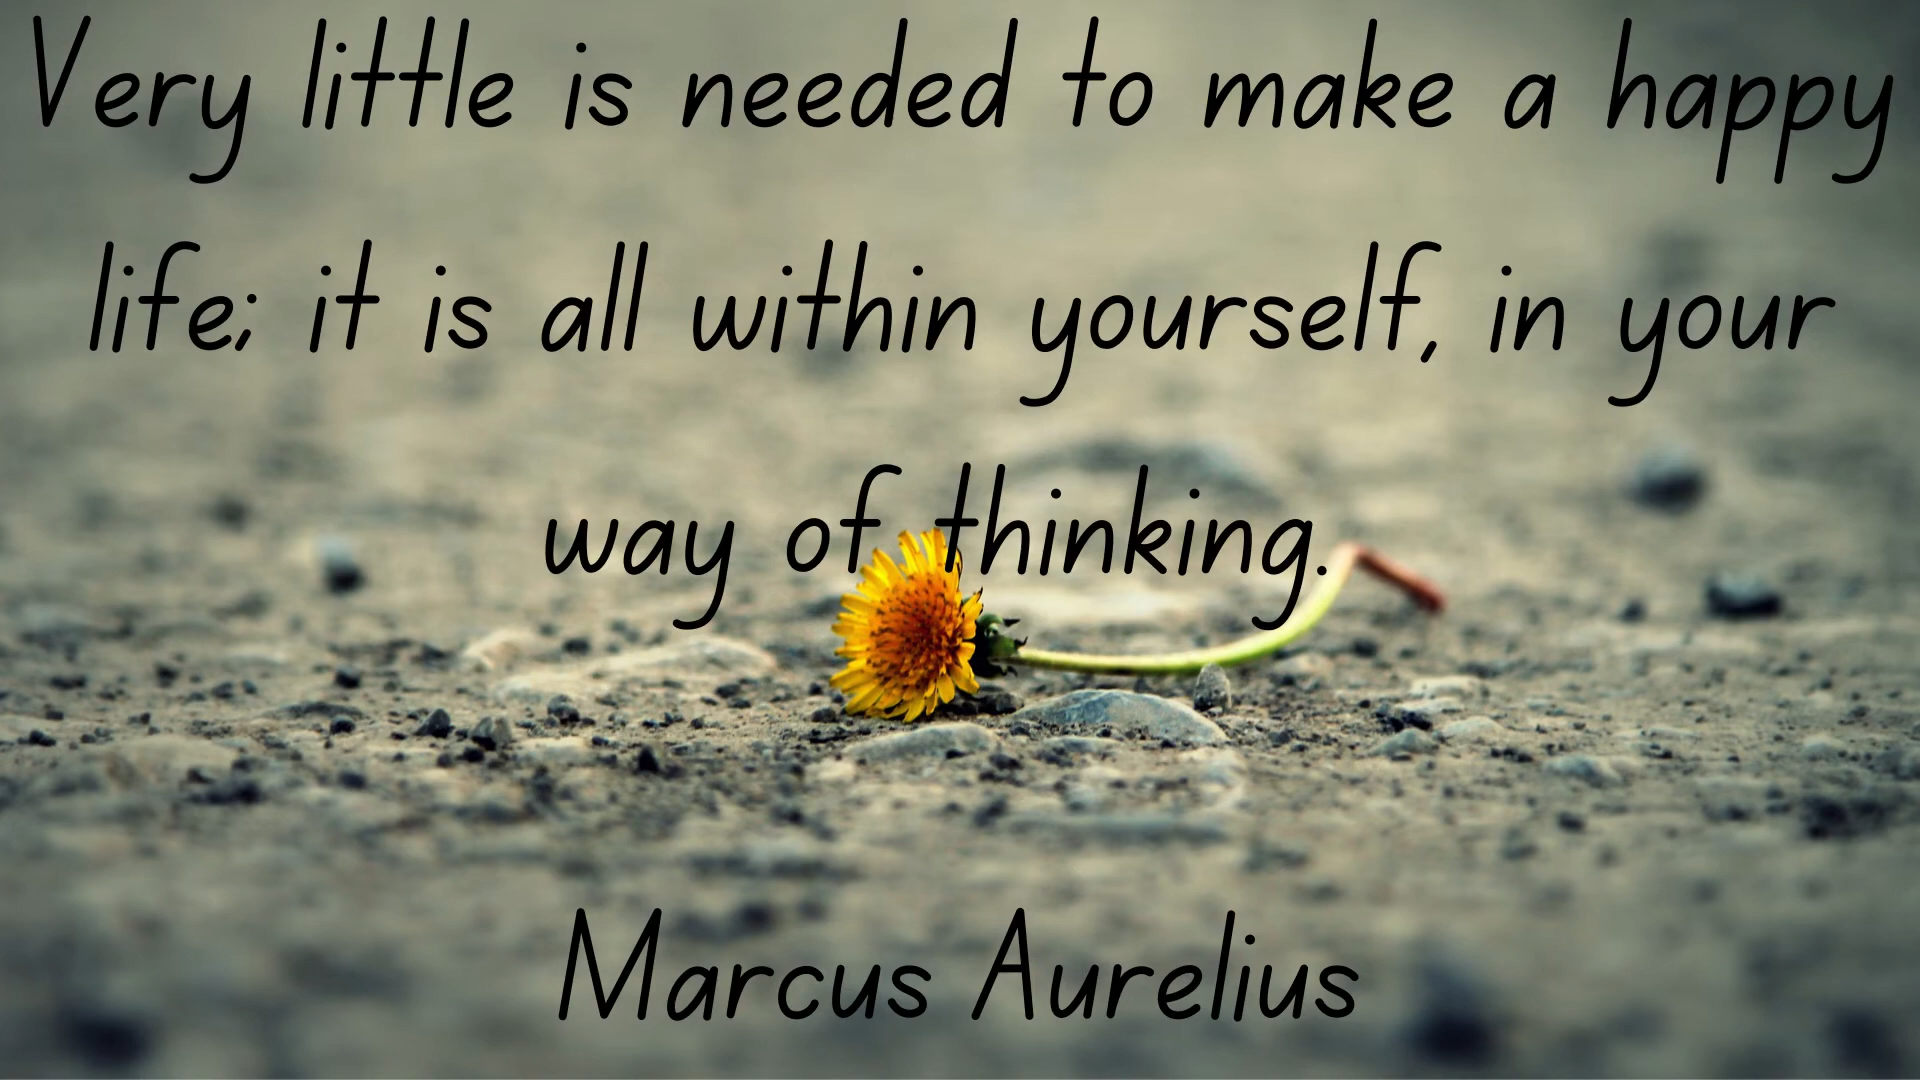 Very little is needed to make a happy
life; it is all within yourself, in your
way of thinking.
Marcus Aurelius